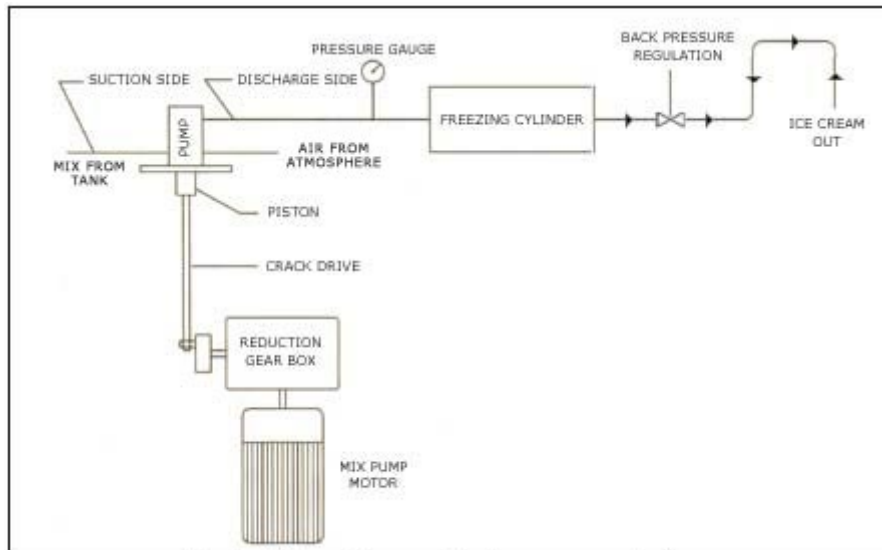 PRESSURE GAUGE
BACK PRESSURE
REGULATION
SUCTION SIDE
DISCHARGE SIDE
FREEZING CYLINDER
ICE CREAM
OUT
PUMP
MIX FROM
TANK
AIR FROM
ATMOSPHERE
PISTON
CRACK DRIVE
REDUCTION
GEAR BOX
MIX PUMP
MOTOR